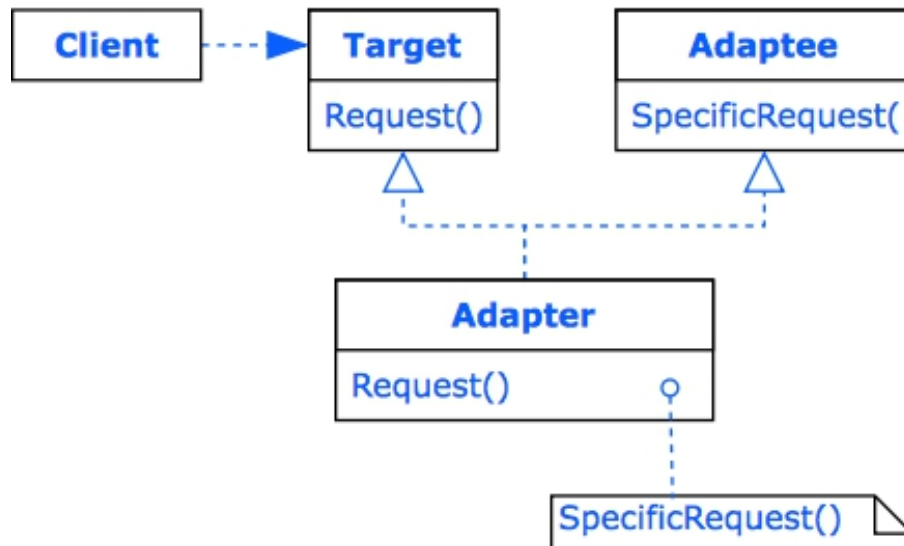 Client
Target
Adaptee
Request()
SpecificRequest(
Adapter
Request()
SpecificRequest()